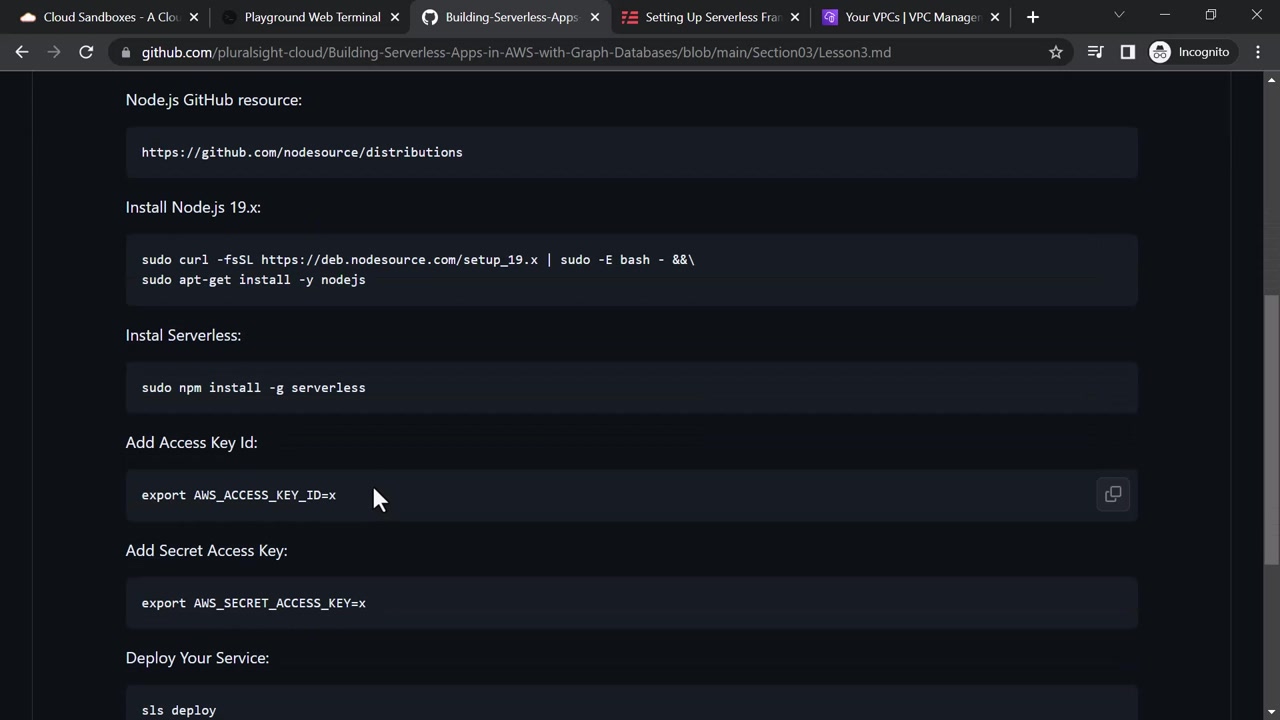 Cloud Sandboxes - A Clou
Playground Web Terminal
Building-Serverless-Apps
Setting Up Serverless Fra
Your VPCs | VPC Manager
github.com/pluralsight-cloud/Building-Serverless-Apps-in-AWS-with-Graph-Databases/blob/main/Section03/Lesson3.md
Incognito
Node.js GitHub resource:
https://github.com/nodesource/distributions
Install Node.js 19.x:
sudo curl -fsSL https://deb.nodesource.com/setup_19.x | sudo -E bash - &&\
sudo apt-get install -y nodejs
Instal Serverless:
sudo npm install -g serverless
Add Access Key Id:
export AWS_ACCESS_KEY_ID=x
Add Secret Access Key:
export AWS_SECRET_ACCESS_KEY=x
Deploy Your Service:
sls deploy